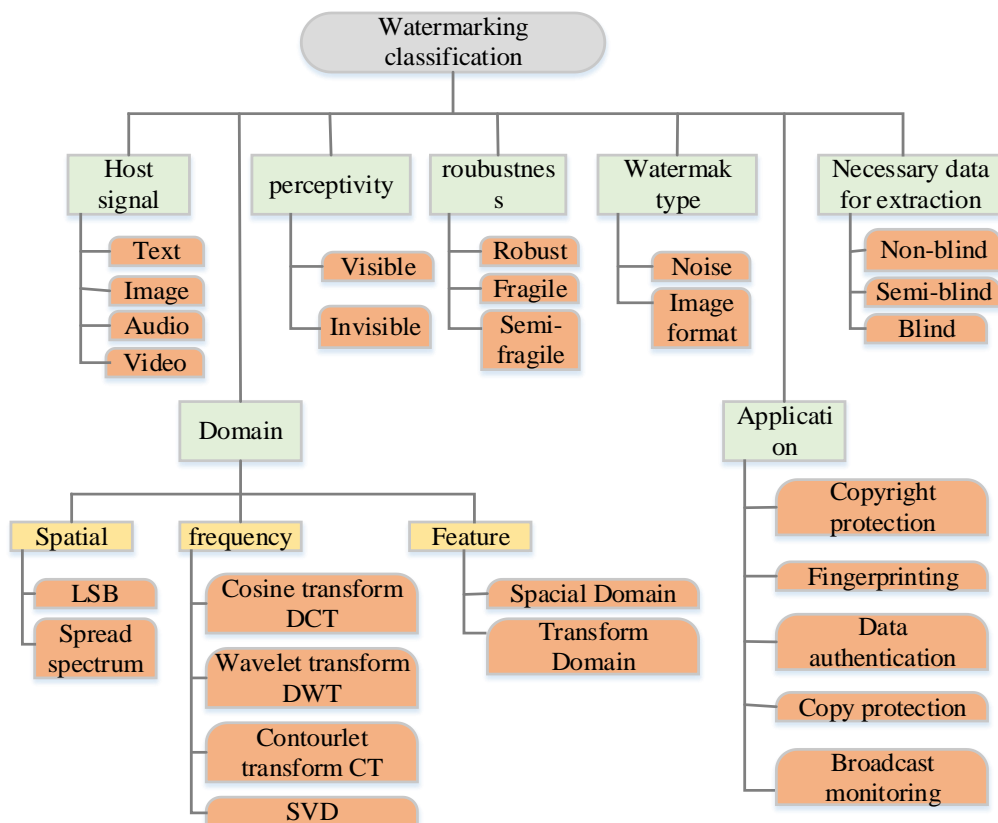 Watermarking
classification
Host
signal
Text
Image
Audio
Video
perceptivity
Visible
Invisible
roubustnes
s
Robust
Fragile
Semi-
fragile
Watermak
type
Noise
Image
format
Necessary data
for extraction
Non-blind
Semi-blind
Blind
Domain
Spatial
LSB
Spread
spectrum
frequency
Cosine transform
DCT
Wavelet transform
DWT
Contourlet
transform CT
SVD
Feature
Spacial Domain
Transform
Domain
Applicati
on
Copyright
protection
Fingerprinting
Data
authentication
Copy protection
Broadcast
monitoring